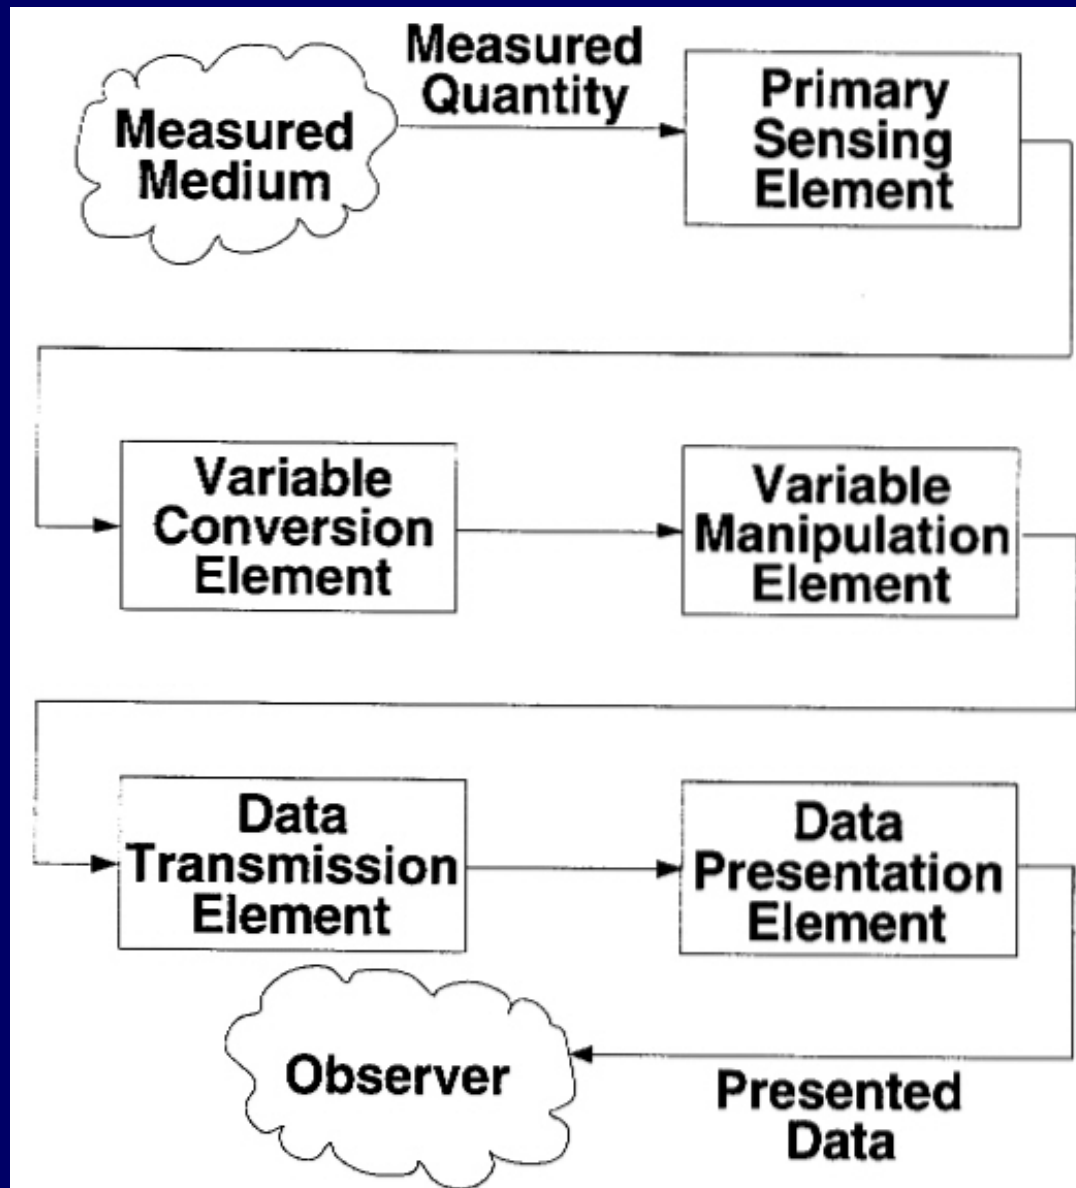 Measured
Medium
Measured
Quantity
Primary
Sensing
Element
Variable
Conversion
Element
Variable
Manipulation
Element
Data
Transmission
Element
Data
Presentation
Element
Observer
Presented
Data